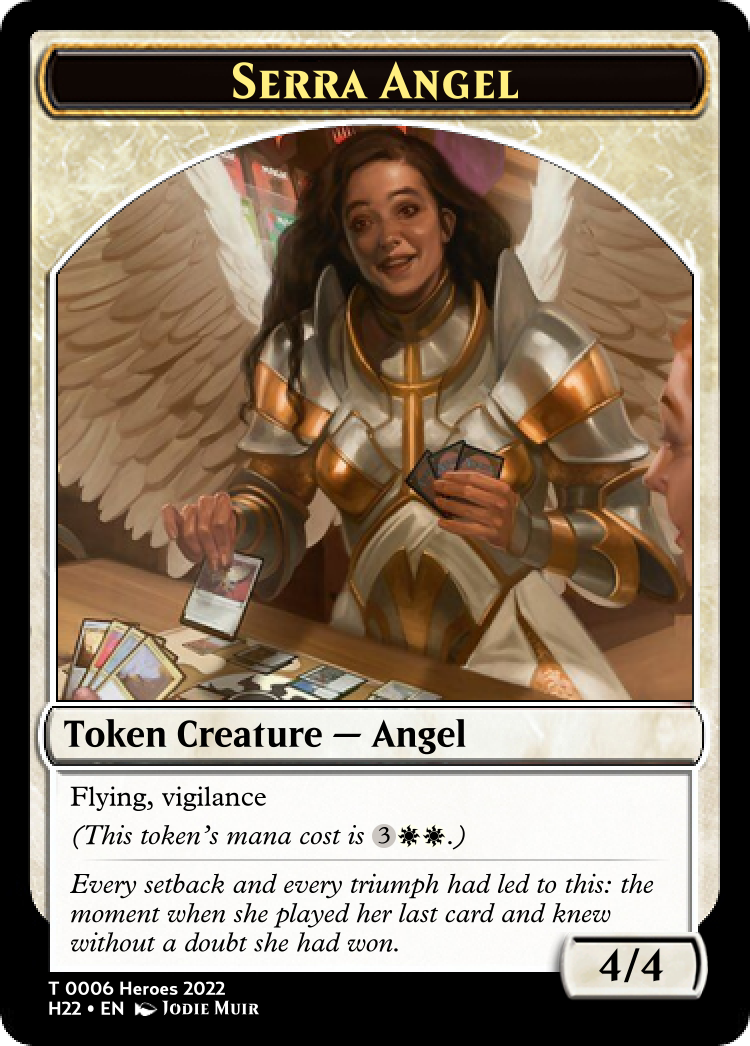 Serra Angel
Token Creature — Angel
Flying, vigilance
(This token's mana cost is 3.)
Every setback and every triumph had led to this: the
moment when she played her last card and knew
without a doubt she had won.
4/4
T 0006 Heroes 2022
H22 • EN Jodie Muir